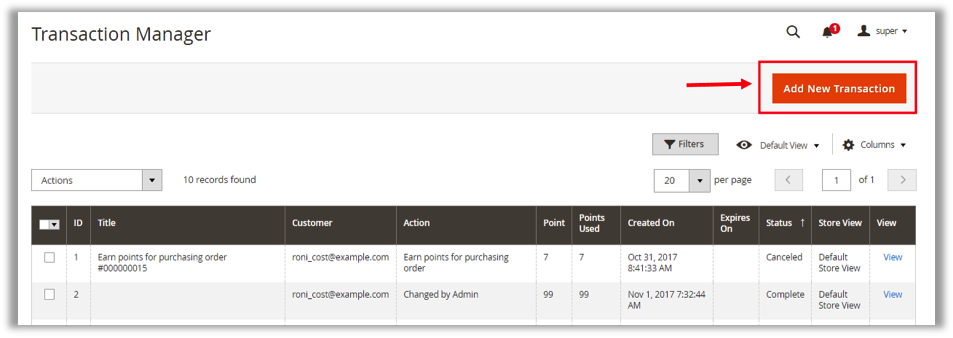 Transaction Manager
1
super
Add New Transaction
Filters
Default View
Columns
Actions
10 records found
20
per page
1
of 1
ID Title Customer Action Point Points Used Created On Expires On Status ↑ Store View View
1 Earn points for purchasing order #000000015 roni_cost@example.com Earn points for purchasing order 7 7 Oct 31, 2017 8:41:33 AM Canceled Default Store View View
2 roni_cost@example.com Changed by Admin 99 99 Nov 1, 2017 7:32:44 AM Complete Default Store View View